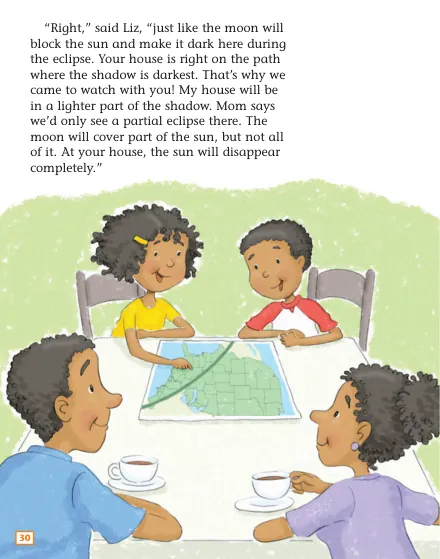 “Right,” said Liz, “just like the moon will
block the sun and make it dark here during
the eclipse. Your house is right on the path
where the shadow is darkest. That’s why we
came to watch with you! My house will be
in a lighter part of the shadow. Mom says
we’d only see a partial eclipse there. The
moon will cover part of the sun, but not all
of it. At your house, the sun will disappear
completely.”
30